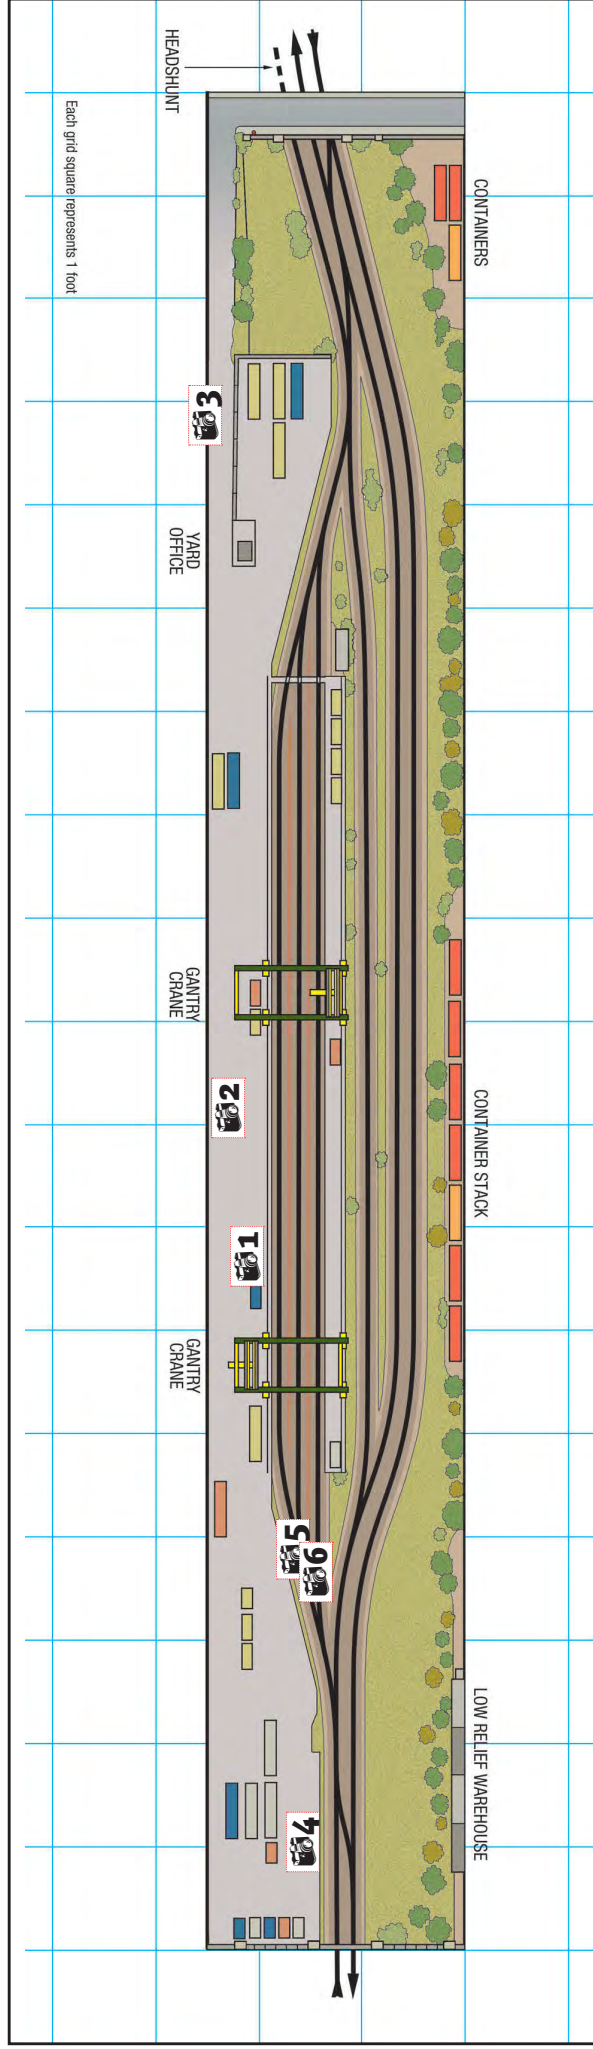 HEADSHUNT
Each grid square represents 1 foot
CONTAINERS
3
YARD
OFFICE
GANTRY
CRANE
2
CONTAINER STACK
1
GANTRY
CRANE
5
6
LOW RELIEF WAREHOUSE
4